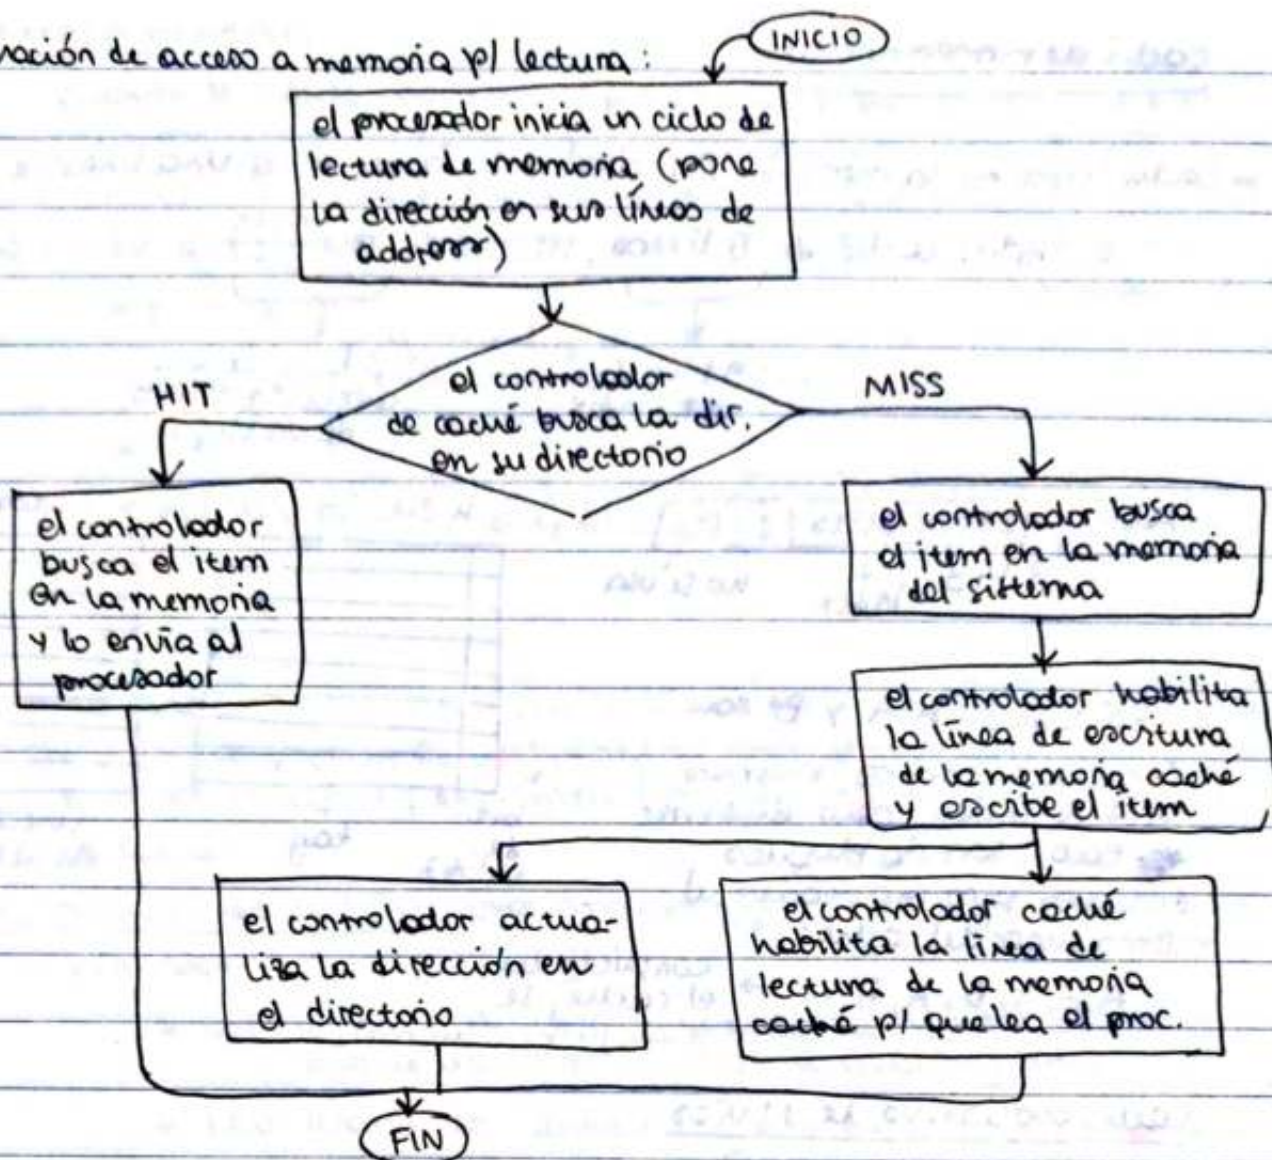 INICIO
ración de acceso a memoria p/ lectura:
el procesador inicia un ciclo de
lectura de memoria (pone
la dirección en sus líneas de
address)
el controlador
de caché busca la dir.
en su directorio
HIT
MISS
el controlador
busca el item
en la memoria
y lo envía al
procesador
el controlador busca
el item en la memoria
del sistema
el controlador habilita
la línea de escritura
de la memoria caché
y escribe el item
el controlador actua-
liza la dirección en
el directorio
el controlador caché
habilita la línea de
lectura de la memoria
caché p/ que lea el proc.
FIN